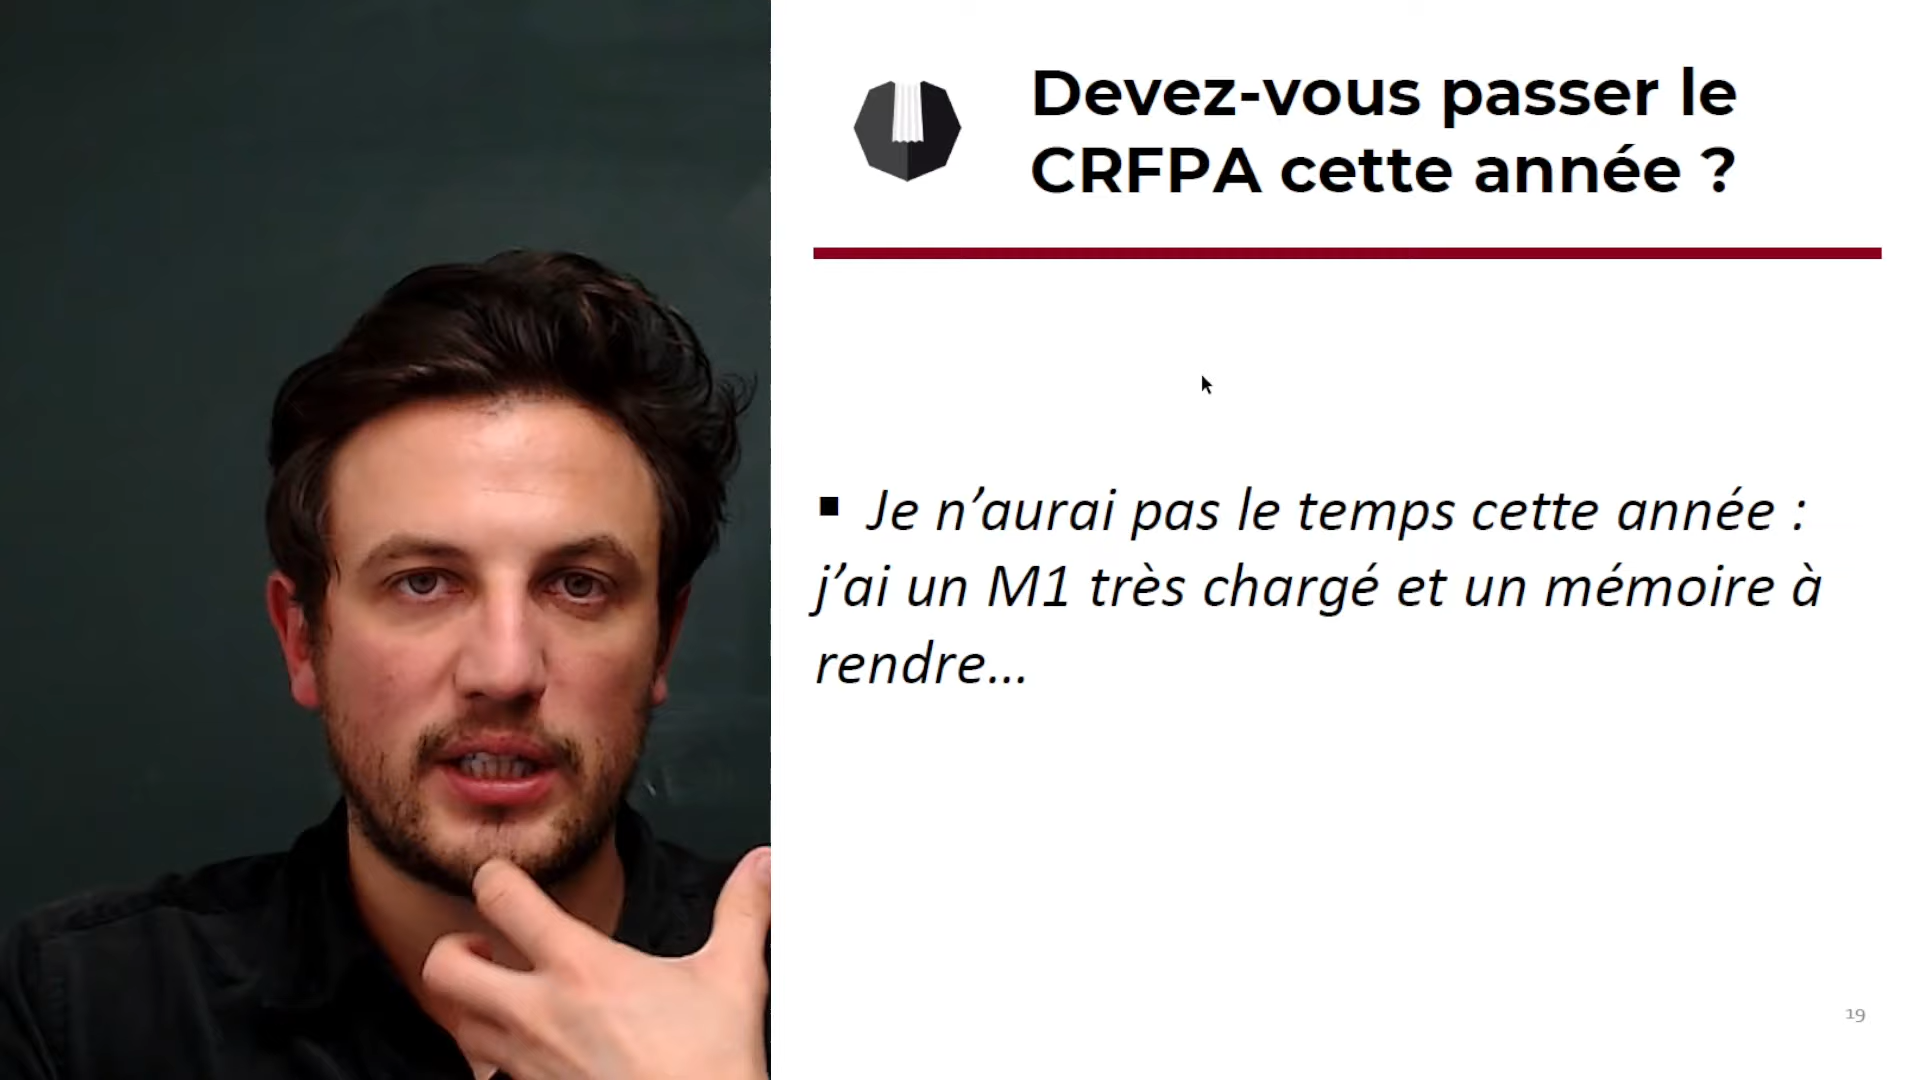 Devez-vous passer le
CRFPA cette année ?
▪ Je n’aurai pas le temps cette année :
j’ai un M1 très chargé et un mémoire à
rendre…
19